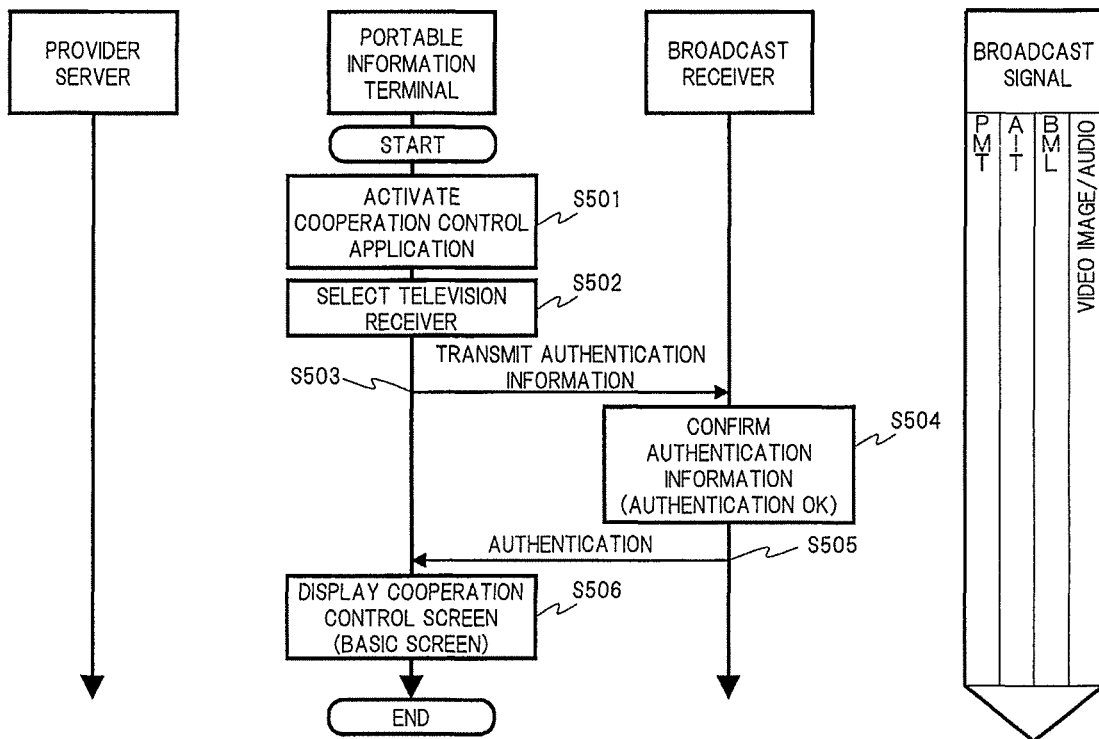 PROVIDER
SERVER
PORTABLE
INFORMATION
TERMINAL
BROADCAST
RECEIVER
BROADCAST
SIGNAL
PMT
AIT
BML
VIDEO IMAGE/AUDIO
START
ACTIVATE
COOPERATION CONTROL
APPLICATION
S501
SELECT TELEVISION
RECEIVER
S502
TRANSMIT AUTHENTICATION
INFORMATION
S503
CONFIRM
AUTHENTICATION
INFORMATION
(AUTHENTICATION OK)
S504
AUTHENTICATION
S505
DISPLAY COOPERATION
CONTROL SCREEN
(BASIC SCREEN)
S506
END